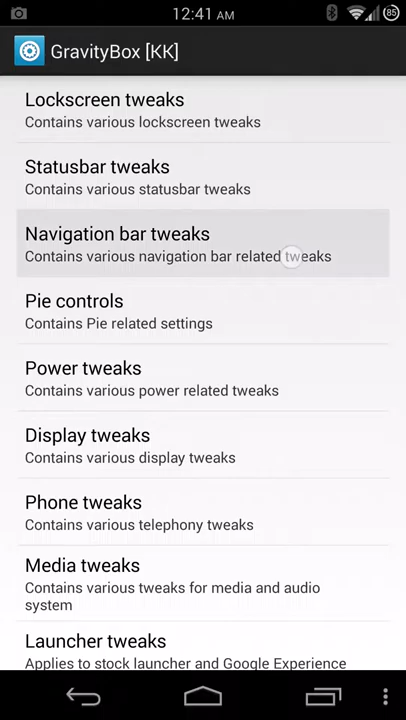 12:41 AM
85
GravityBox [KK]
Lockscreen tweaks
Contains various lockscreen tweaks
Statusbar tweaks
Contains various statusbar tweaks
Navigation bar tweaks
Contains various navigation bar related tweaks
Pie controls
Contains Pie related settings
Power tweaks
Contains various power related tweaks
Display tweaks
Contains various display tweaks
Phone tweaks
Contains various telephony tweaks
Media tweaks
Contains various tweaks for media and audio
system
Launcher tweaks
Applies to stock launcher and Google Experience